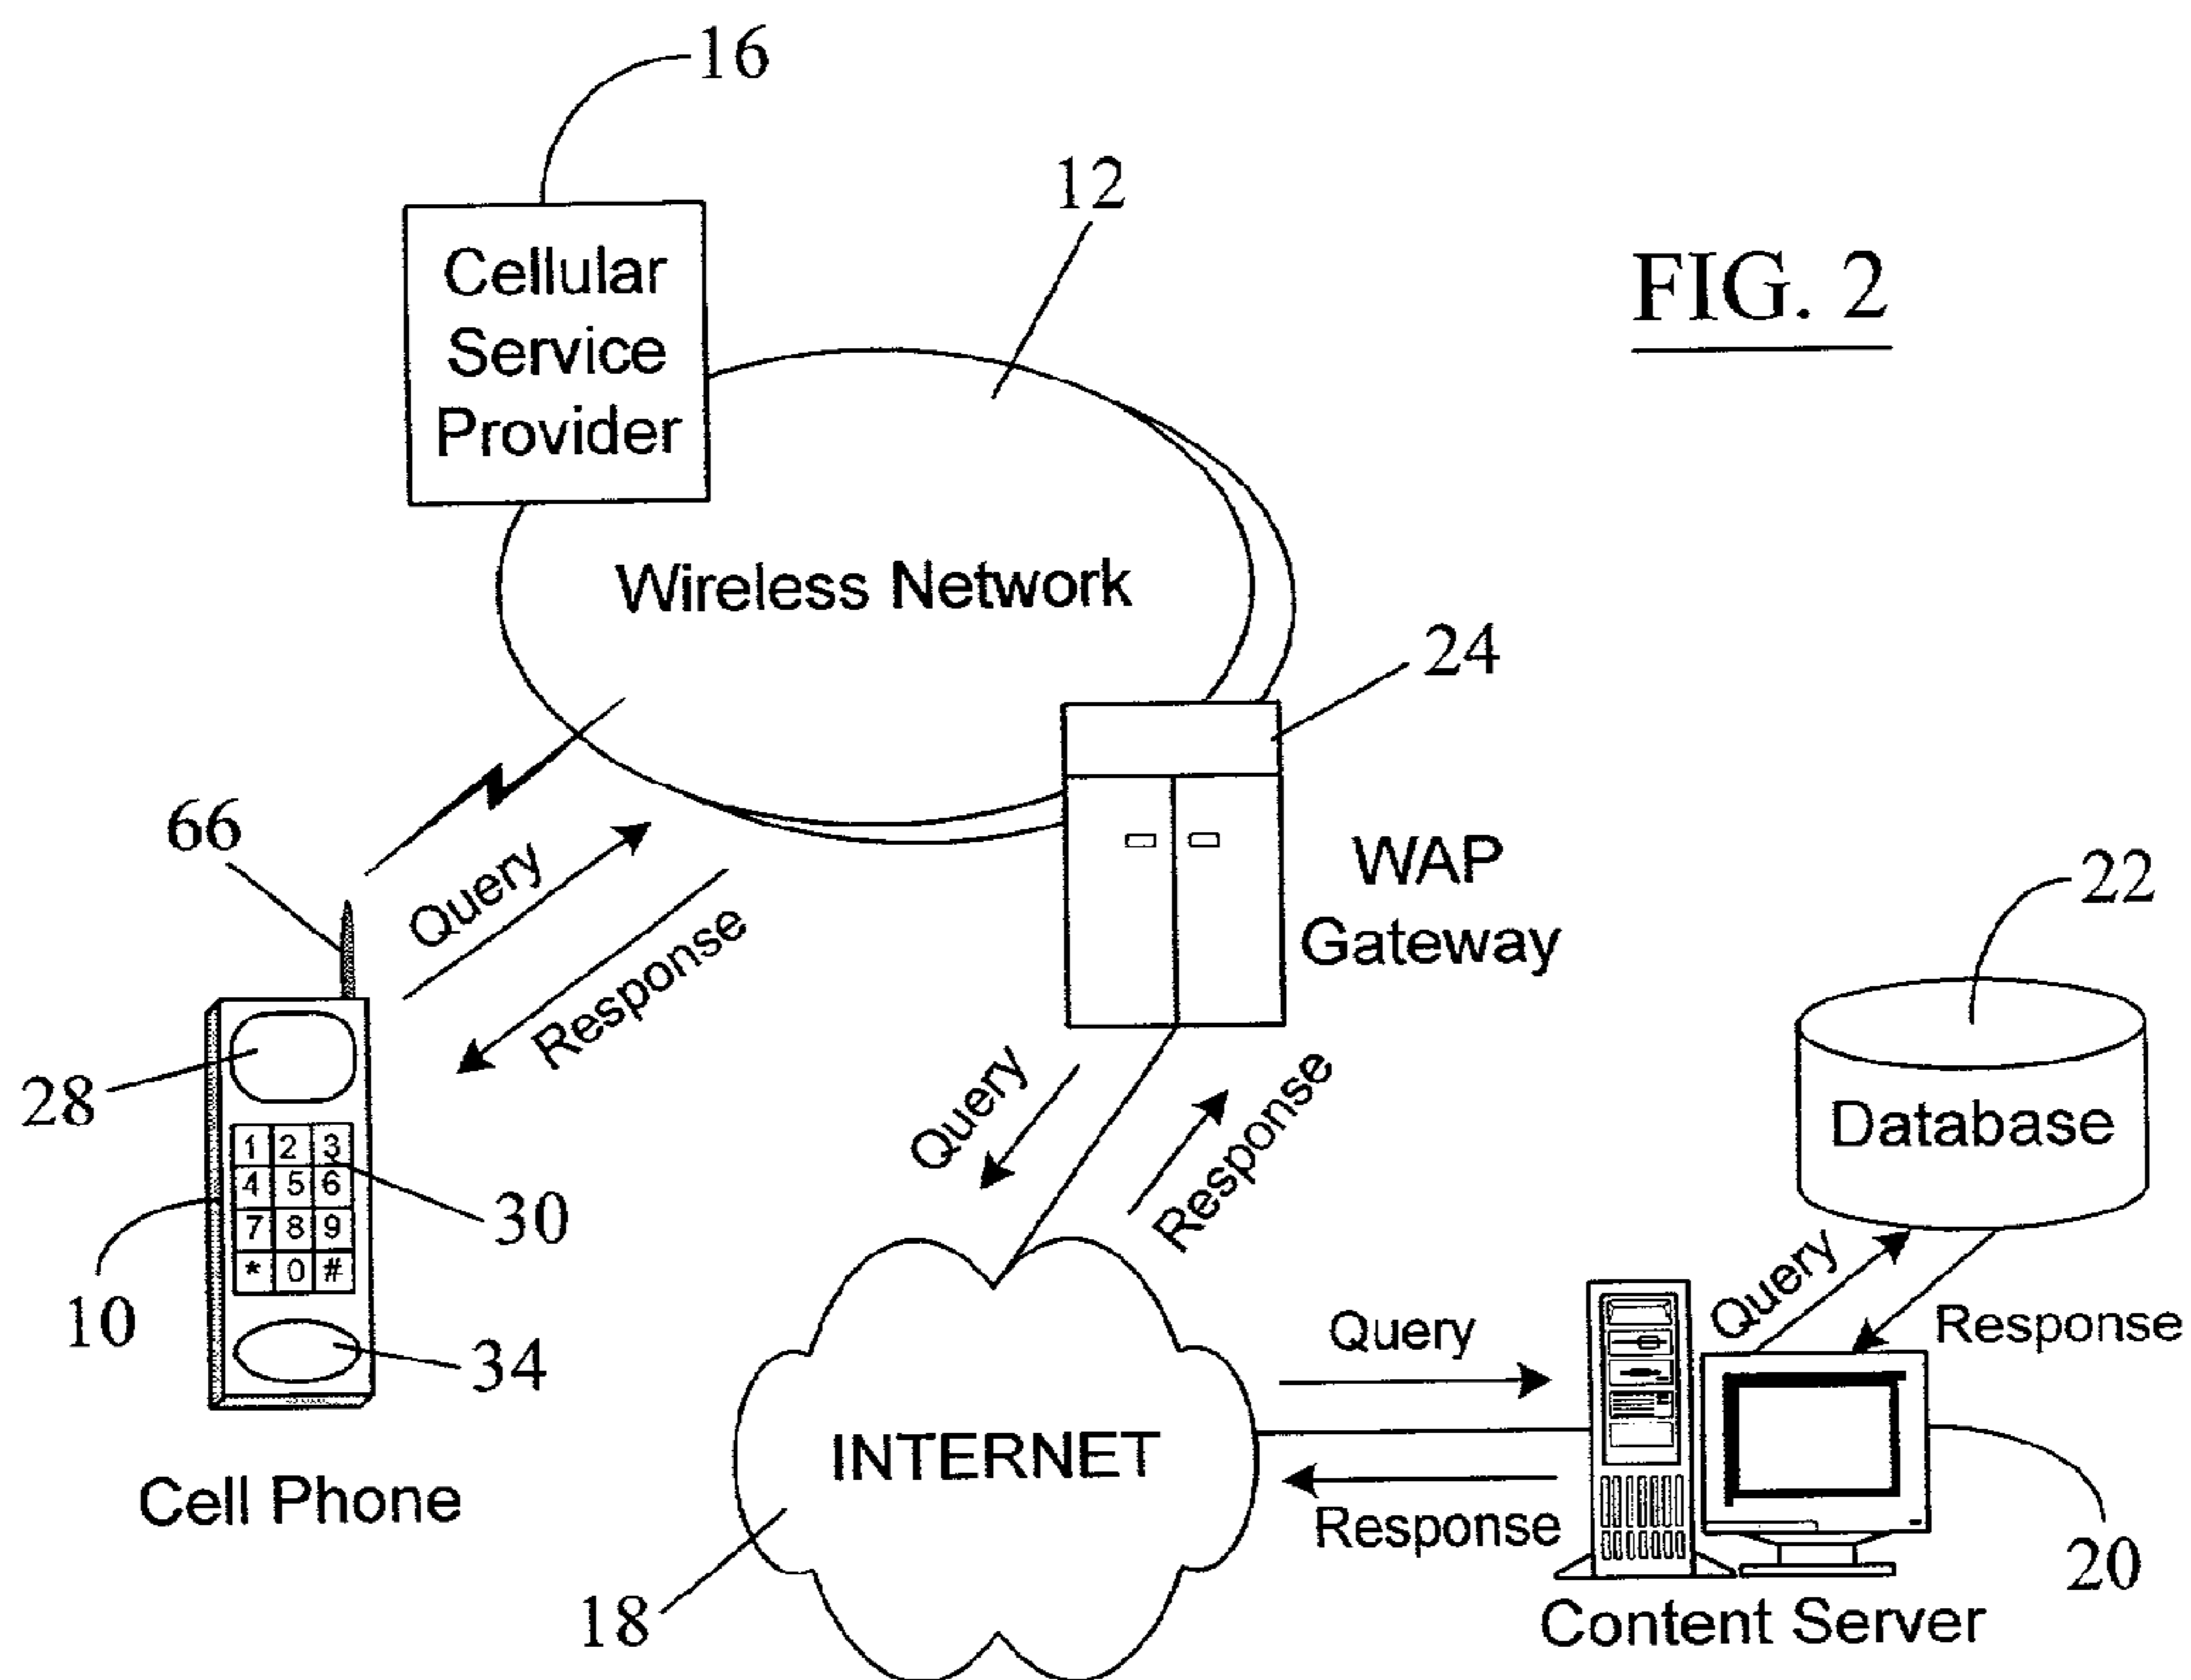 16
12
FIG. 2
Cellular
Service
Provider
Wireless Network
24
66
Query
Response
WAP
Gateway
22
28
Query
Response
Database
1 2 3
4 5 6
7 8 9
* 0 #
30
10
34
Query
Query
Response
INTERNET
Response
Cell Phone
18
20
Content Server